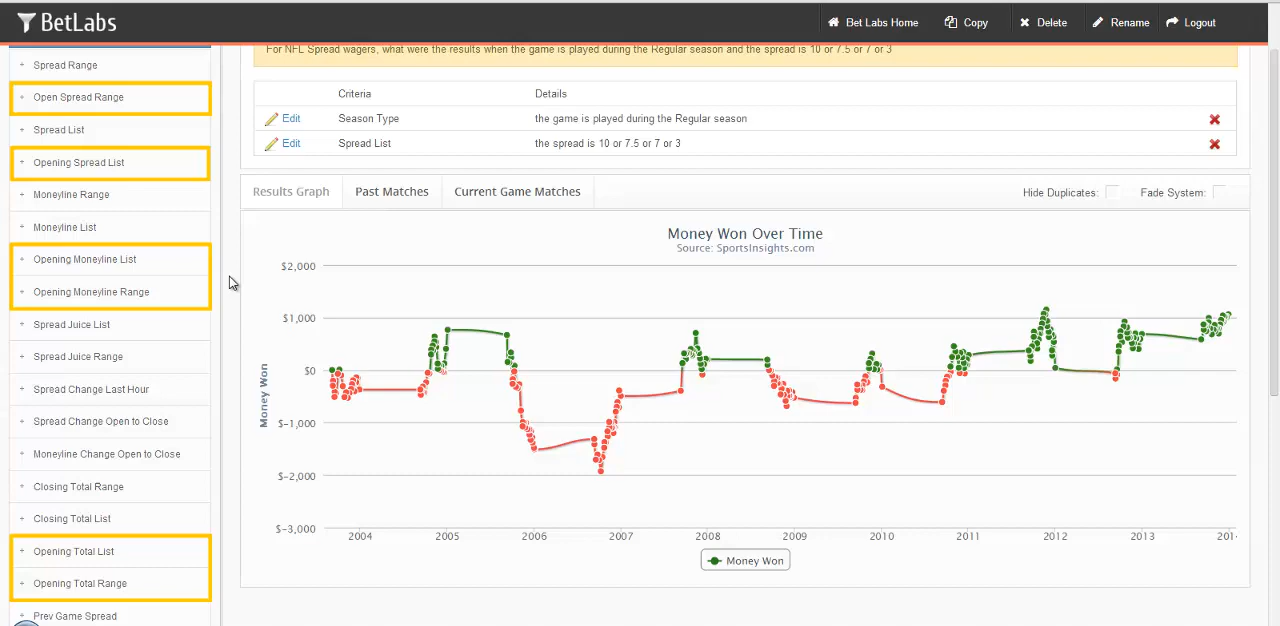 BetLabs
Bet Labs Home
Copy
Delete
Rename
Logout
Spread Range
Open Spread Range
Spread List
Opening Spread List
Moneyline Range
Moneyline List
Opening Moneyline List
Opening Moneyline Range
Spread Juice List
Spread Juice Range
Spread Change Last Hour
Spread Change Open to Close
Moneyline Change Open to Close
Closing Total Range
Closing Total List
Opening Total List
Opening Total Range
Prev Game Spread
For NFL Spread wagers, what were the results when the game is played during the Regular season and the spread is 10 or 7.5 or 7 or 3
Criteria Details
Edit Season Type the game is played during the Regular season
Edit Spread List the spread is 10 or 7.5 or 7 or 3
Results Graph Past Matches Current Game Matches Hide Duplicates: Fade System:
Money Won Over Time
Source: SportsInsights.com
Money Won
$2,000
$1,000
$0
$-1,000
$-2,000
$-3,000
2004 2005 2006 2007 2008 2009 2010 2011 2012 2013 201
Money Won